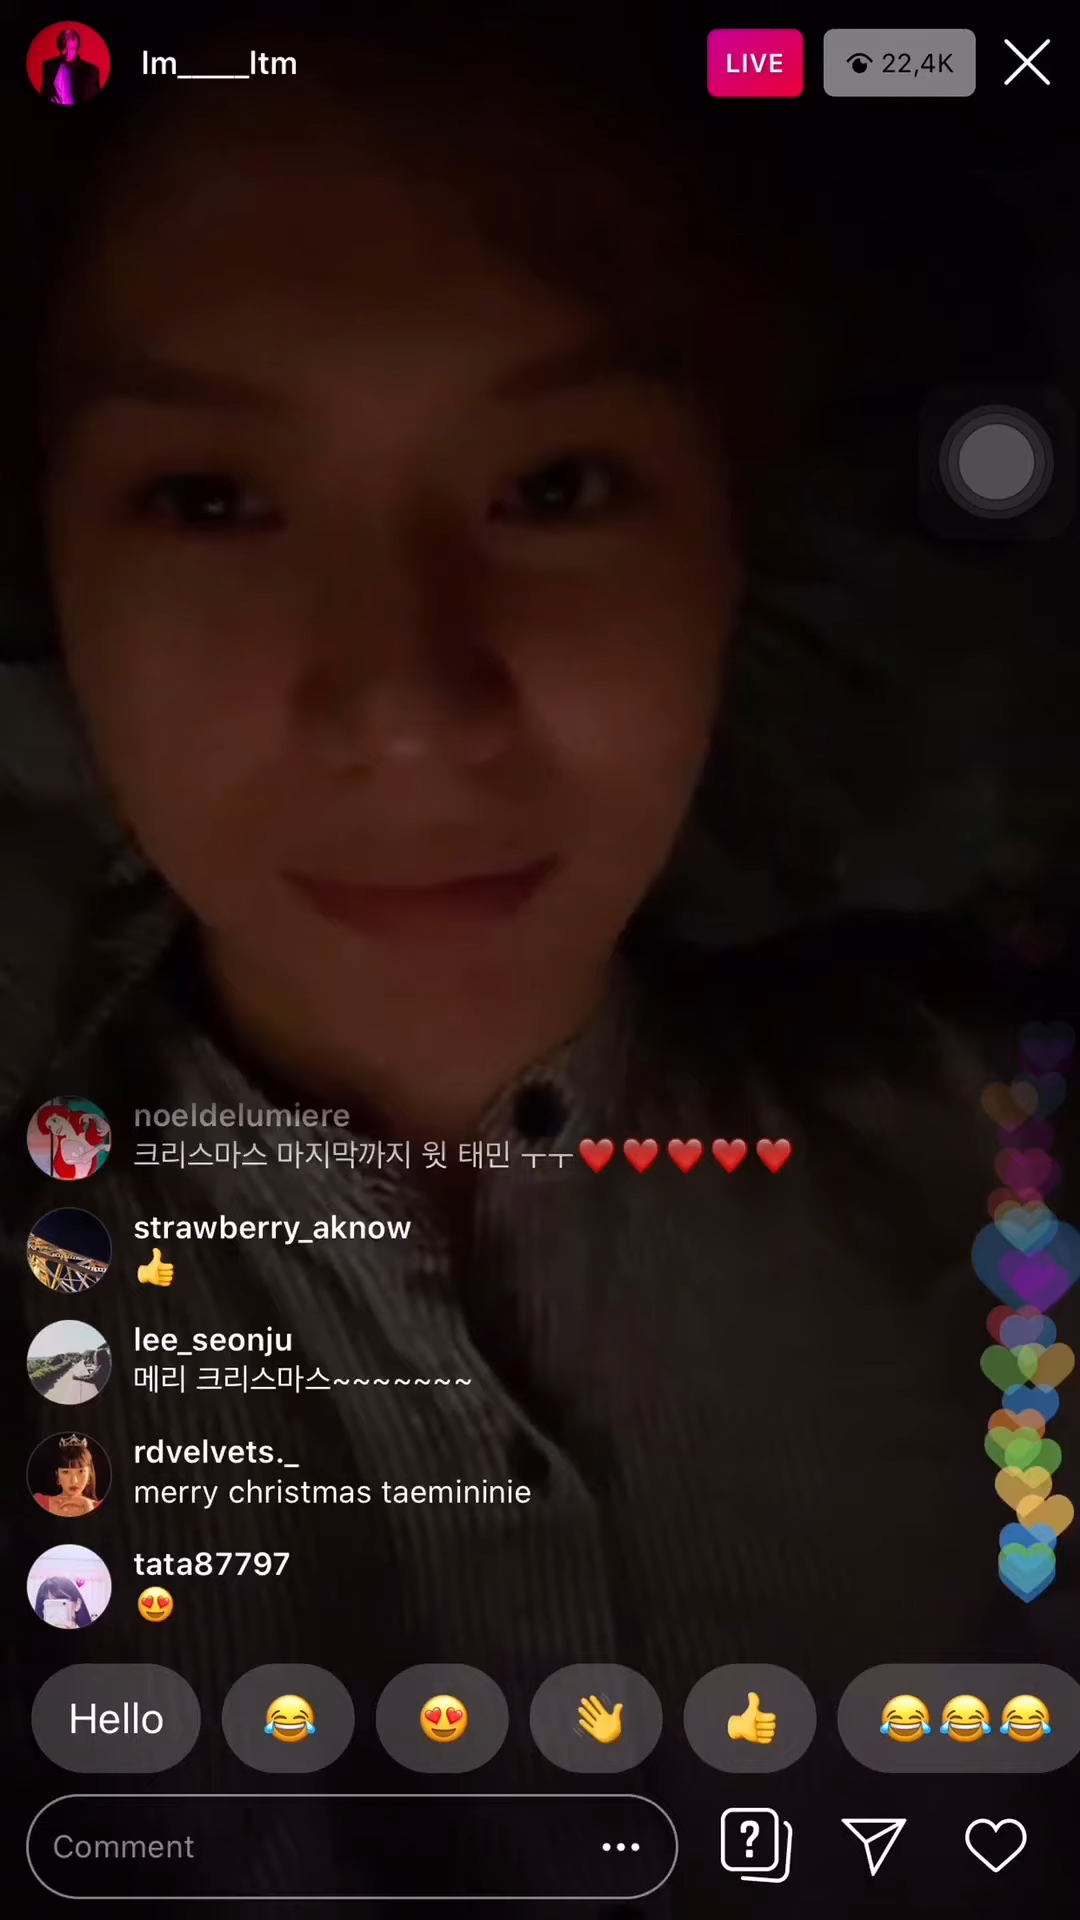 lm____ltm
LIVE
22,4K
noeldelumiere
크리스마스 마지막까지 윗 태민 ㅜㅜ❤️❤️❤️❤️❤️
strawberry_aknow
👍
lee_seonju
메리 크리스마스~~~~~~~
rdvelvets._
merry christmas taemininie
tata87797
😍
Hello 😂 😍 👋 👍 😂😂😂
Comment ...
?